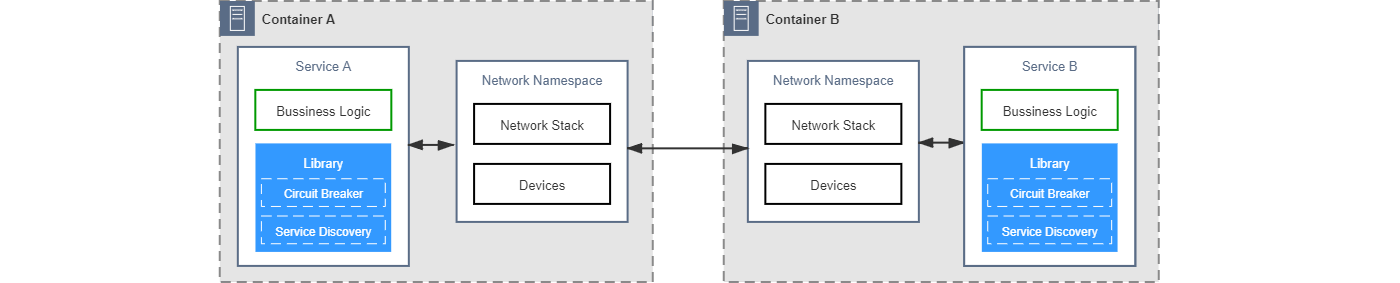 Container A
Service A
Bussiness Logic
Library
Circuit Breaker
Service Discovery
Network Namespace
Network Stack
Devices
Container B
Network Namespace
Network Stack
Devices
Service B
Bussiness Logic
Library
Circuit Breaker
Service Discovery